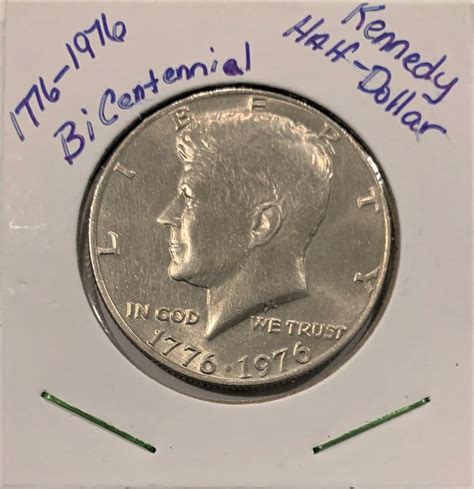 1776-1976
BiCentennial
Kennedy
HALF-Dollar
LIBERTY
IN GOD WE TRUST
1776 · 1976